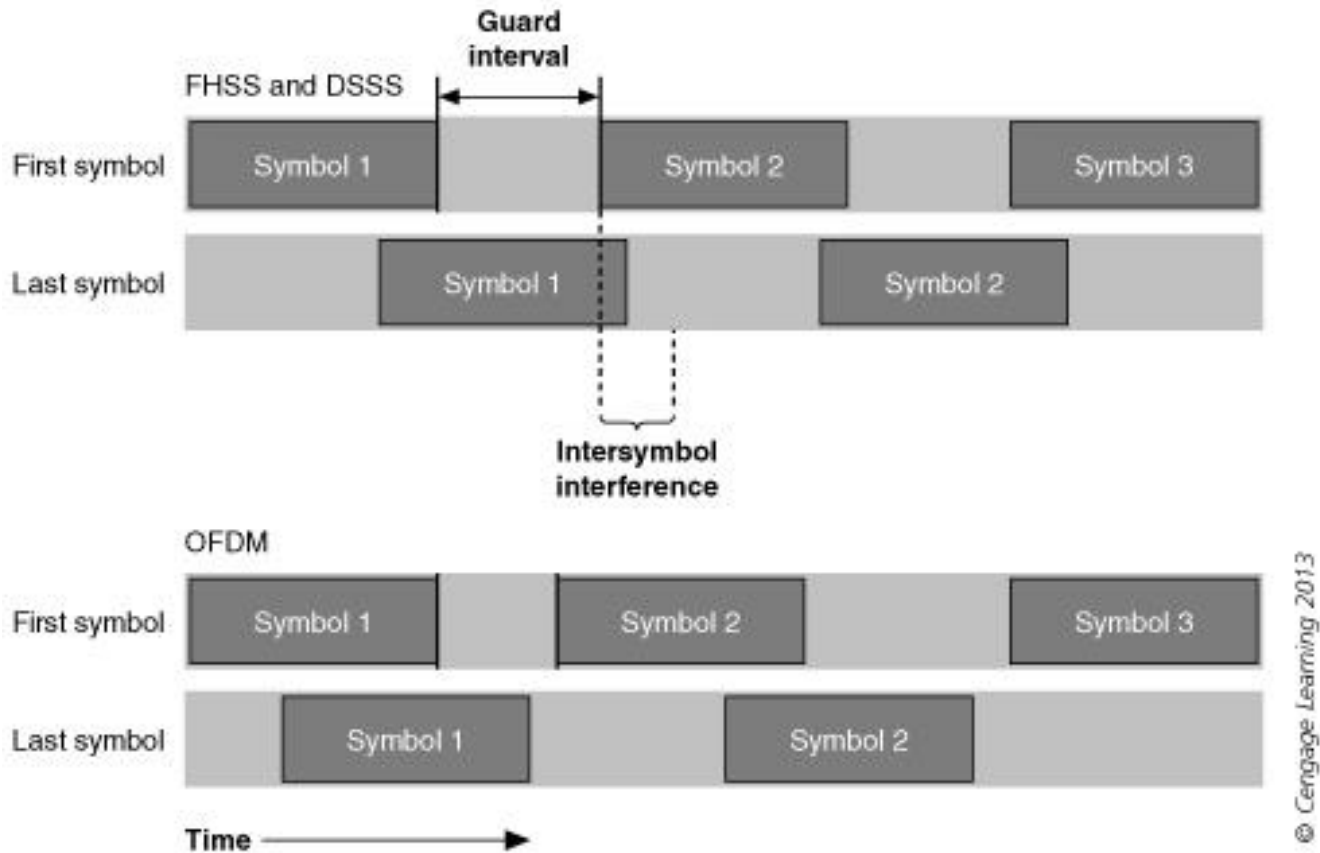 Guard
interval
FHSS and DSSS
First symbol
Symbol 1
Symbol 2
Symbol 3
Last symbol
Symbol 1
Symbol 2
Intersymbol
interference
OFDM
First symbol
Symbol 1
Symbol 2
Symbol 3
Last symbol
Symbol 1
Symbol 2
Time
© Cengage Learning 2013